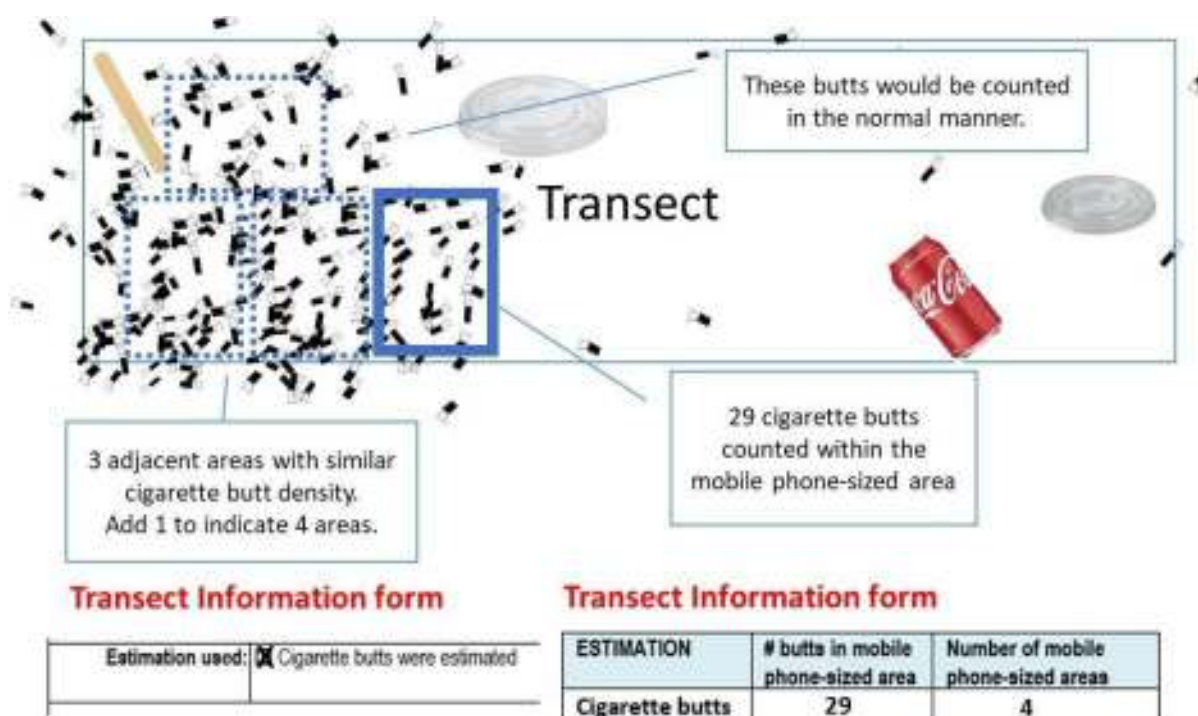 These butts would be counted
in the normal manner.
Transect
29 cigarette butts
counted within the
mobile phone-sized area
3 adjacent areas with similar
cigarette butt density.
Add 1 to indicate 4 areas.
Transect Information form
Estimation used: Cigarette butts were estimated
Transect Information form
ESTIMATION
# butts in mobile
phone-sized area
Number of mobile
phone-sized areas
Cigarette butts 29 4